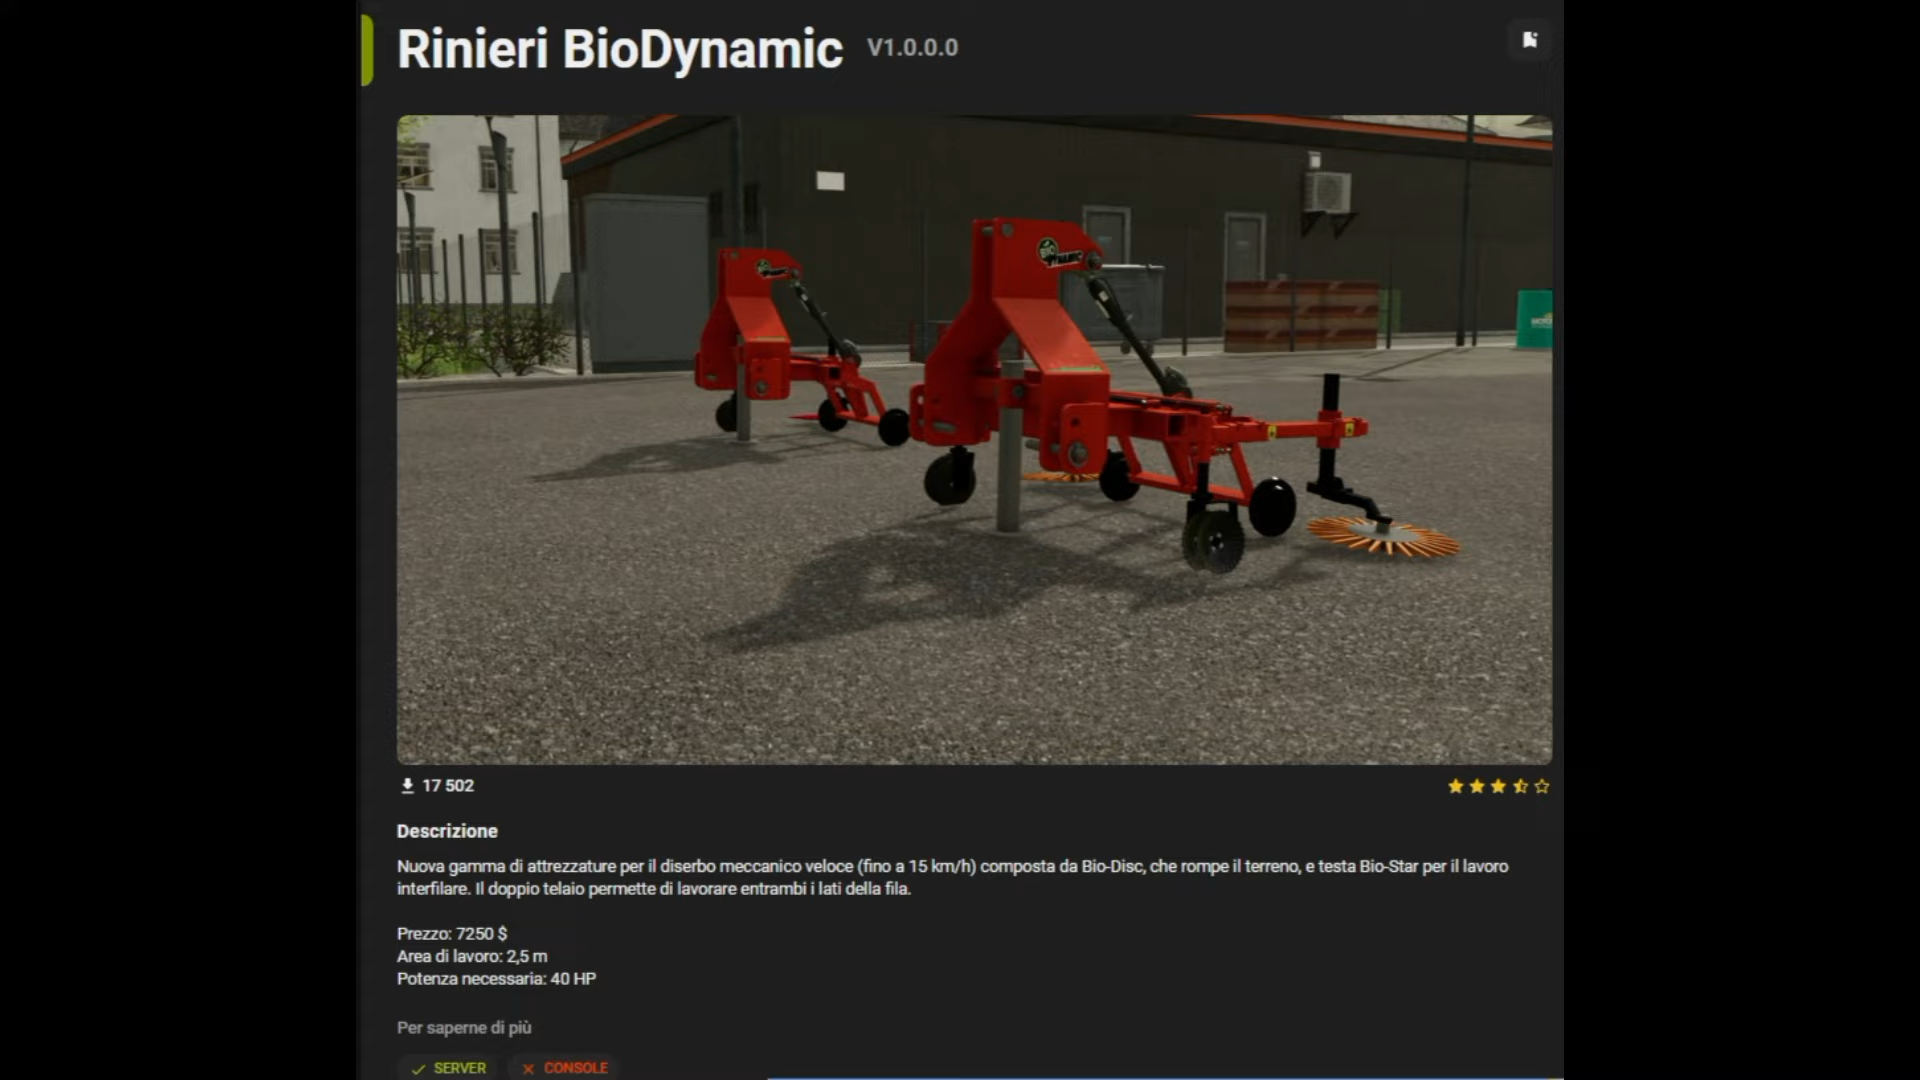 Rinieri BioDynamic V1.0.0.0
BIO
17 502
Descrizione
Nuova gamma di attrezzature per il diserbo meccanico veloce (fino a 15 km/h) composta da Bio-Disc, che rompe il terreno, e testa Bio-Star per il lavoro
interfilare. Il doppio telaio permette di lavorare entrambi i lati della fila.
Prezzo: 7250 $
Area di lavoro: 2,5 m
Potenza necessaria: 40 HP
Per saperne di più
SERVER CONSOLE